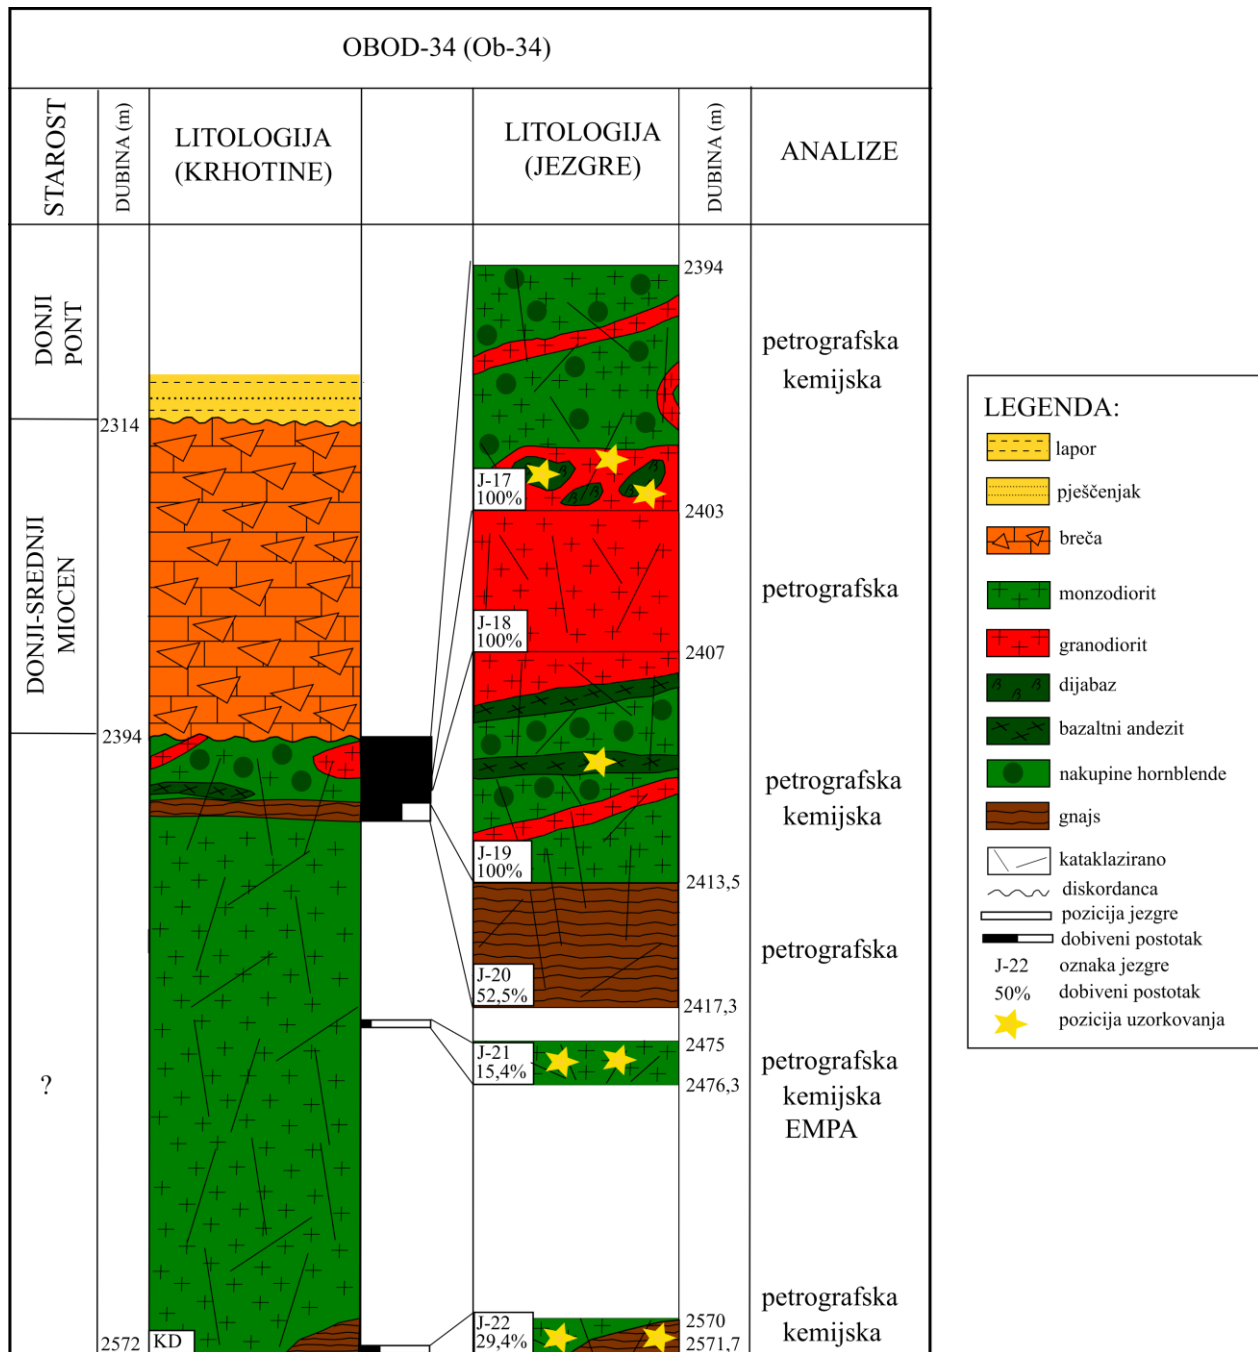 OBOD-34 (Ob-34)
STAROST
DUBINA (m)
LITOLOGIJA
(KRHOTINE)
LITOLOGIJA
(JEZGRE)
DUBINA (m)
ANALIZE
DONJI
PONT
DONJI-SREDNJI
MIOCEN
?
2314
2394
2572
KD
J-17
100%
J-18
100%
J-19
100%
J-20
52,5%
J-21
15,4%
J-22
29,4%
2394
2403
2407
2413,5
2417,3
2475
2476,3
2570
2571,7
petrografska
kemijska
petrografska
petrografska
kemijska
petrografska
petrografska
kemijska
EMPA
petrografska
kemijska
LEGENDA:
lapor
pješčenjak
breča
monzodiorit
granodiorit
dijabaz
bazaltni andezit
nakupine hornblende
gnajs
kataklazirano
diskordanca
pozicija jezgre
dobiveni postotak
J-22 oznaka jezgre
50% dobiveni postotak
pozicija uzorkovanja